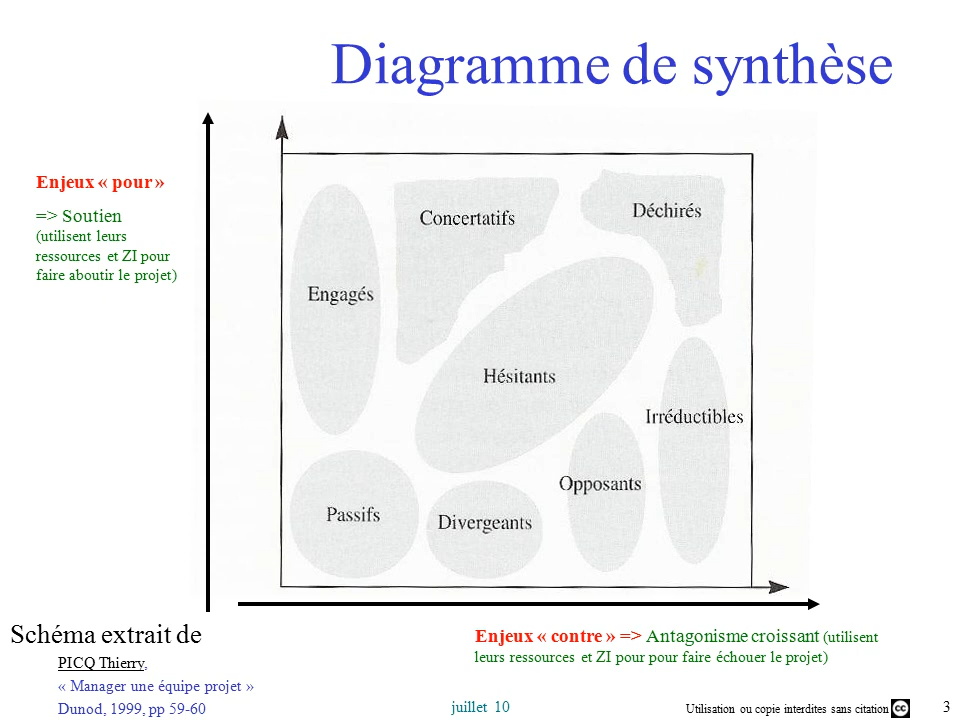 Diagramme de synthèse
Enjeux « pour »
=> Soutien
(utilisent leurs
ressources et ZI pour
faire aboutir le projet)
Concertatifs
Déchirés
Engagés
Hésitants
Irréductibles
Opposants
Passifs
Divergeants
Schéma extrait de
PICQ Thierry,
« Manager une équipe projet »
Dunod, 1999, pp 59-60
Enjeux « contre » => Antagonisme croissant (utilisent
leurs ressources et ZI pour pour faire échouer le projet)
juillet 10
Utilisation ou copie interdites sans citation
cc
3